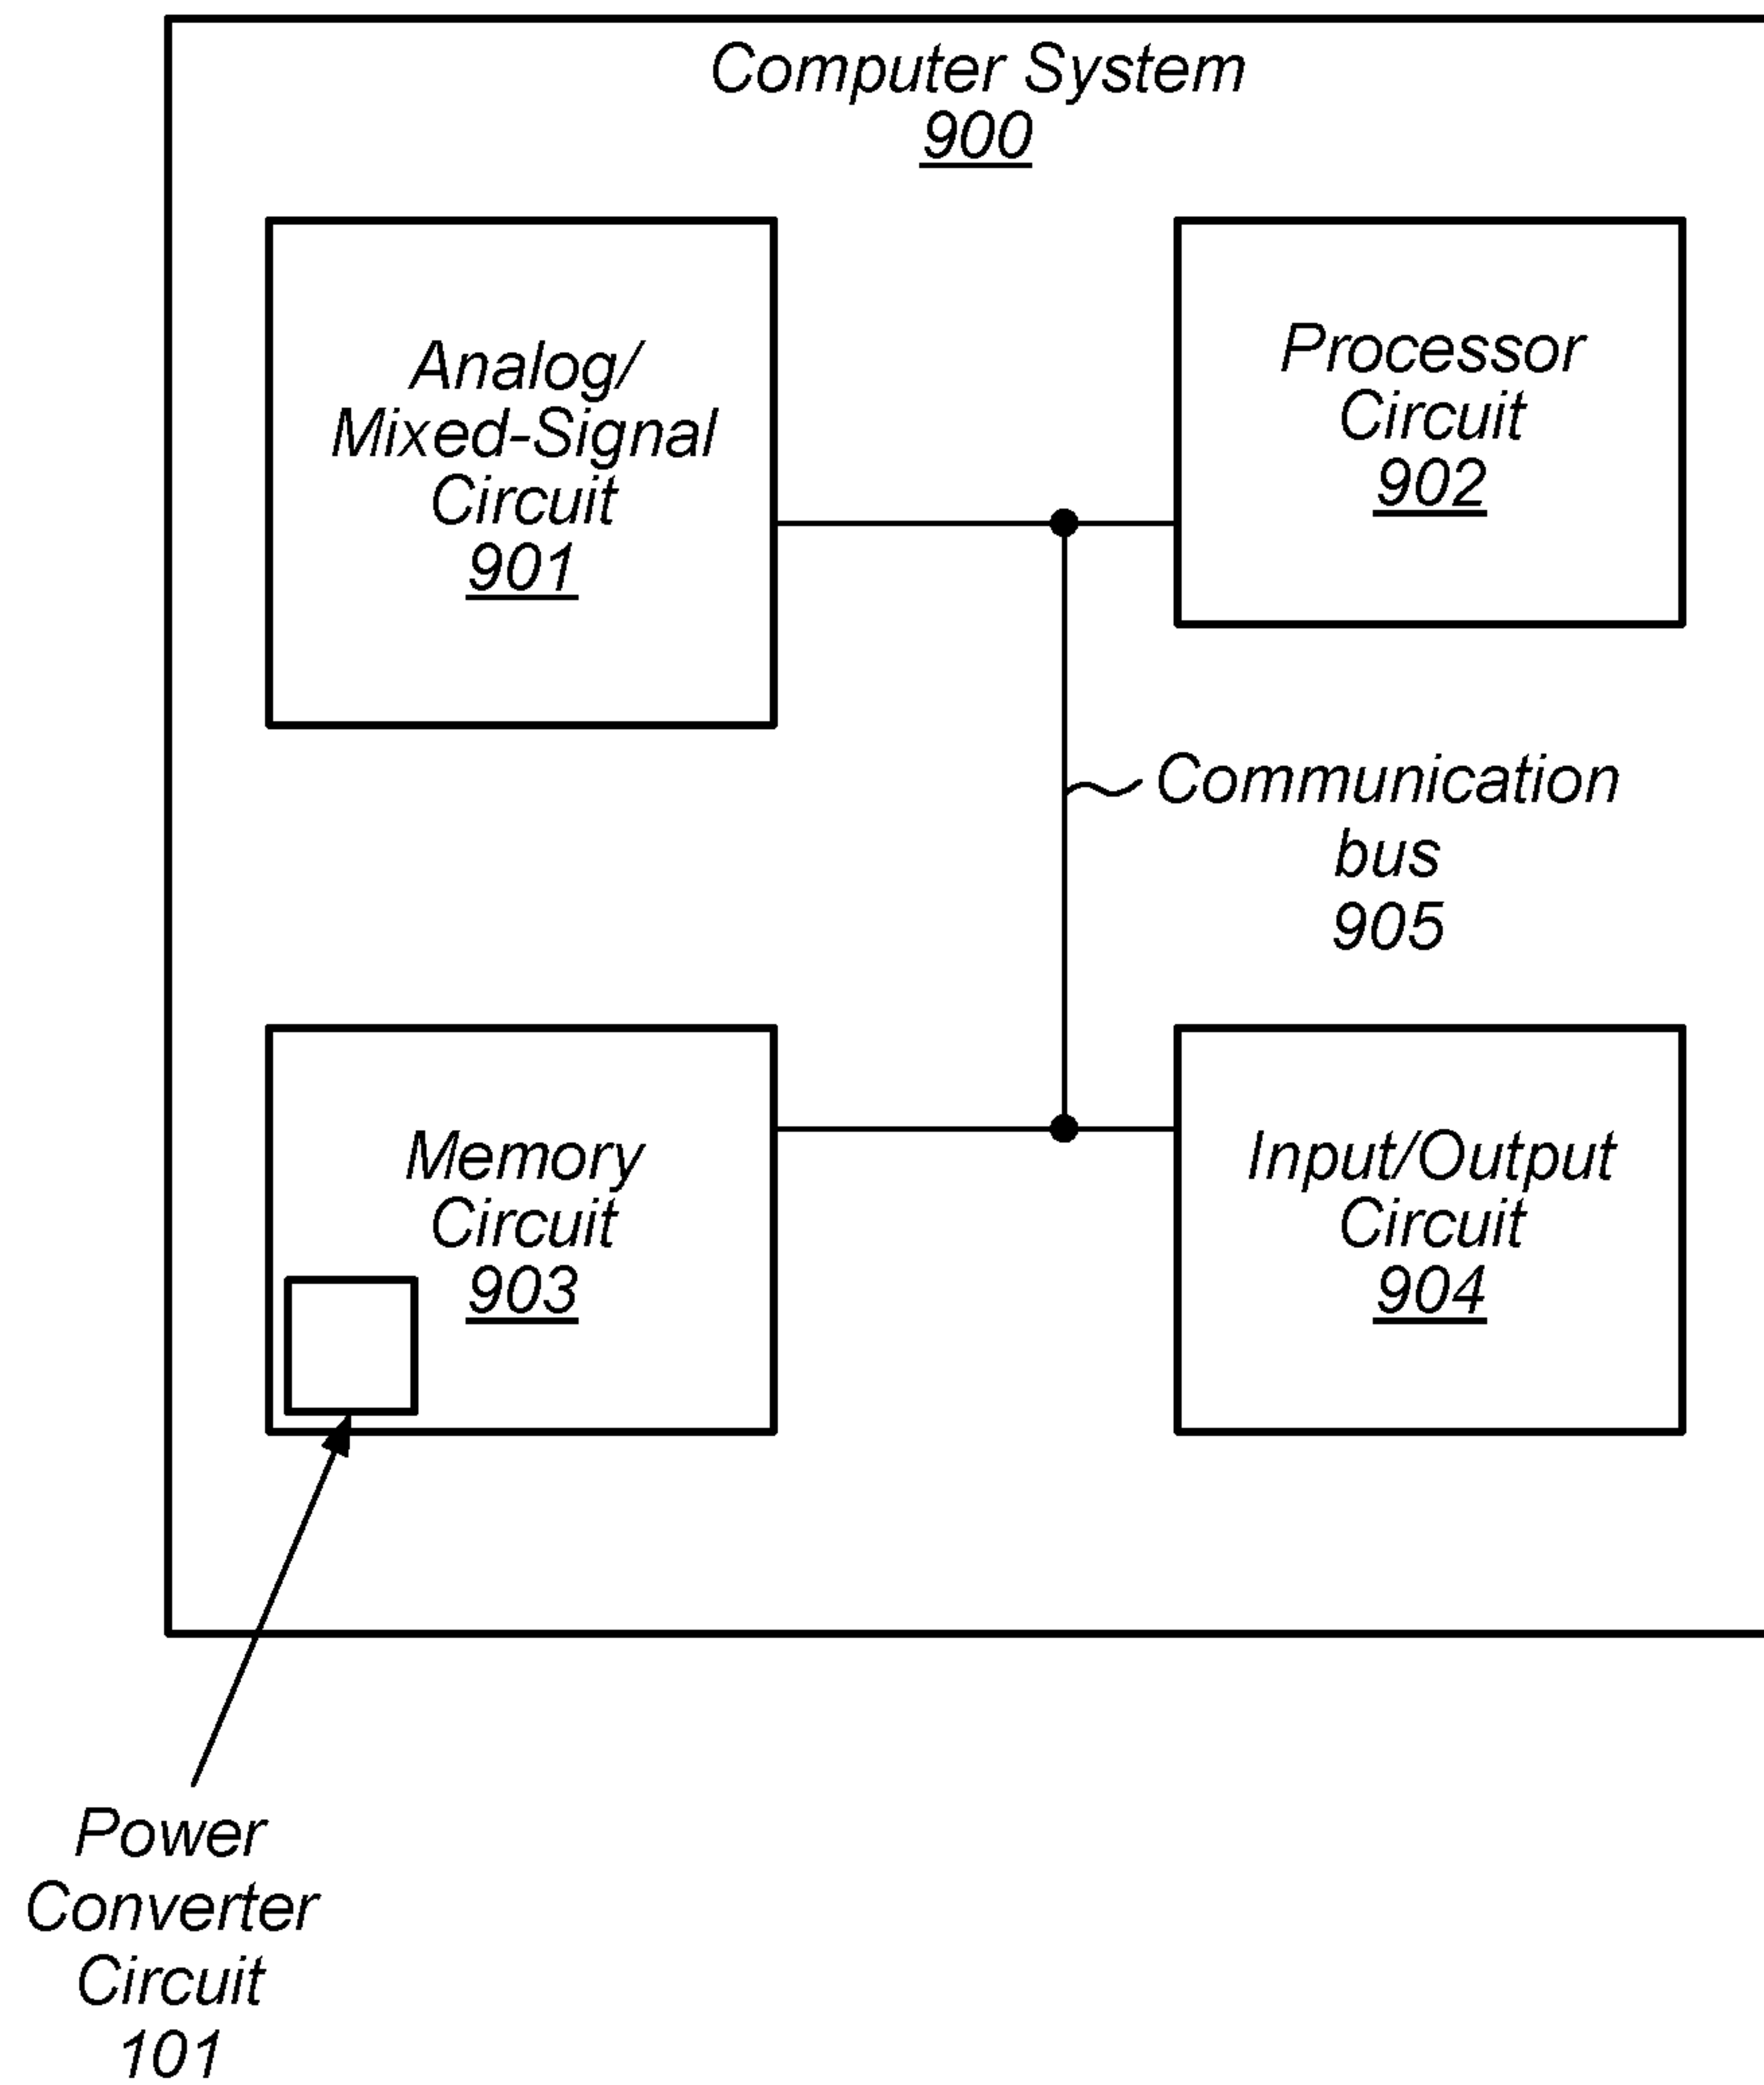 Computer System
900
Analog/
Mixed-Signal
Circuit
901
Processor
Circuit
902
Communication
bus
905
Memory
Circuit
903
Input/Output
Circuit
904
Power
Converter
Circuit
101